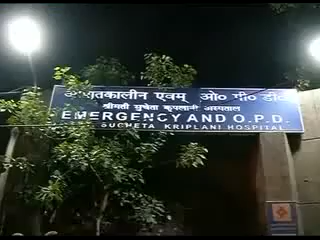 एवम् ओ० पी० डी०
श्रीमती सुचेता कृपलानी अस्पताल
EMERGENCY AND O.P.D.
SUCHETA KRIPLANI HOSPITAL